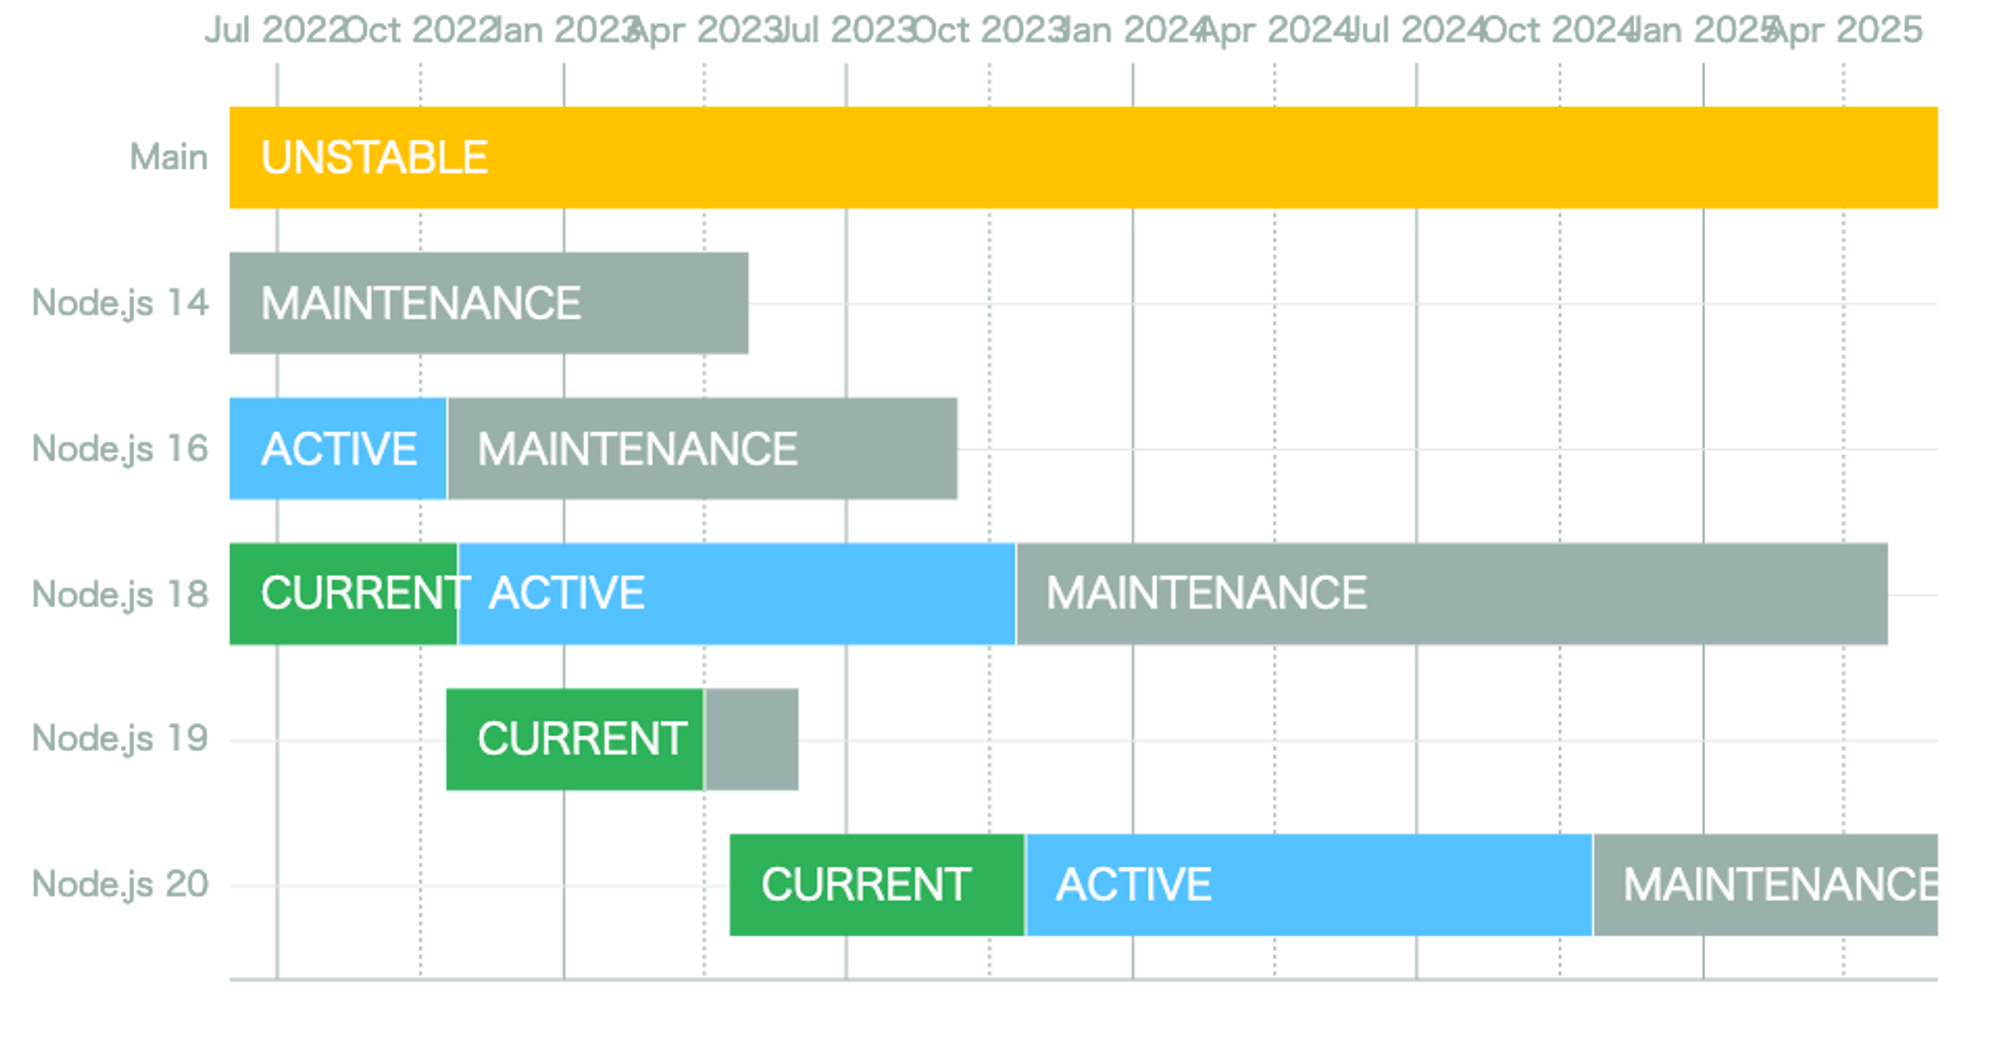 Jul 2022 Oct 2022 Jan 2023 Apr 2023 Jul 2023 Oct 2023 Jan 2024 Apr 2024 Jul 2024 Oct 2024 Jan 2025 Apr 2025
Main UNSTABLE
Node.js 14 MAINTENANCE
Node.js 16 ACTIVE MAINTENANCE
Node.js 18 CURRENT ACTIVE MAINTENANCE
Node.js 19 CURRENT
Node.js 20 CURRENT ACTIVE MAINTENANCE